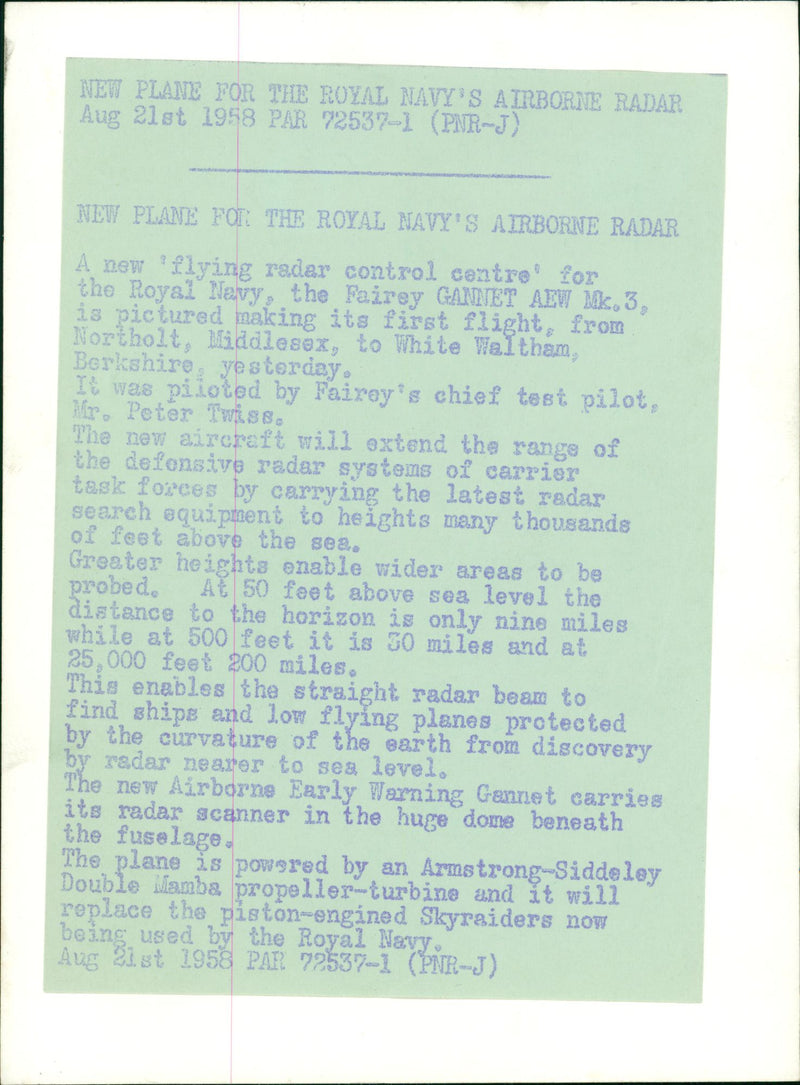 NEW PLANE FOR THE ROYAL NAVY'S AIRBORNE RADAR
Aug 21st 1958 PAR 72537-1 (PNR-J)
NEW PLANE FOR THE ROYAL NAVY'S AIRBORNE RADAR
A new 'flying radar control centre' for
the Royal Navy, the Fairey GANNET AEW Mk.3,
is pictured making its first flight, from
Northolt, Middlesex, to White Waltham,
Berkshire, yesterday.
It was piloted by Fairey's chief test pilot,
Mr. Peter Twiss.
The new aircraft will extend the range of
the defensive radar systems of carrier
task forces by carrying the latest radar
search equipment to heights many thousands
of feet above the sea.
Greater heights enable wider areas to be
probed. At 50 feet above sea level the
distance to the horizon is only nine miles
while at 500 feet it is 30 miles and at
25,000 feet 200 miles.
This enables the straight radar beam to
find ships and low flying planes protected
by the curvature of the earth from discovery
by radar nearer to sea level.
The new Airborne Early Warning Gannet carries
its radar scanner in the huge dome beneath
the fuselage.
The plane is powered by an Armstrong-Siddeley
Double Mamba propeller-turbine and it will
replace the piston-engined Skyraiders now
being used by the Royal Navy.
Aug 21st 1958 PAR 72537-1 (PNR-J)